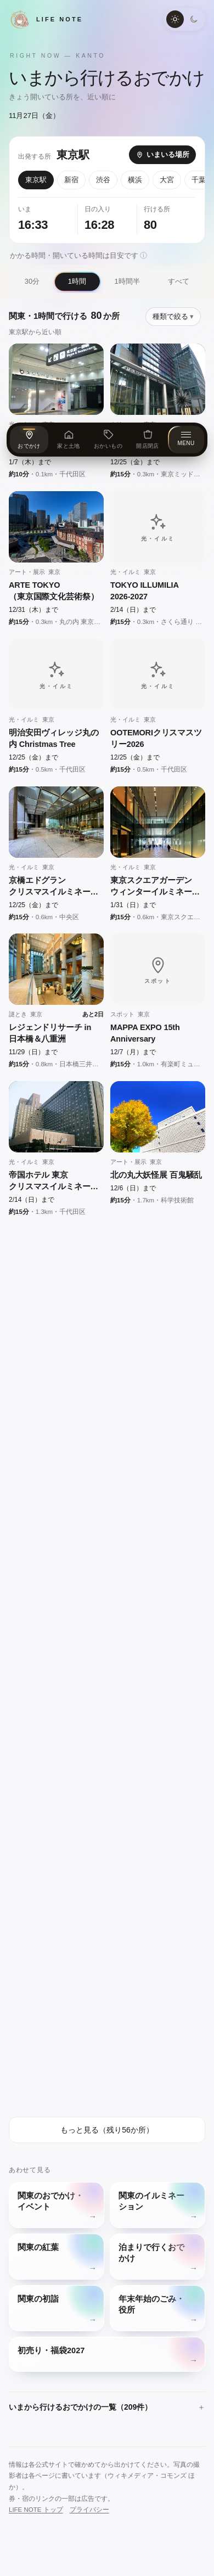 LIFE NOTE
RIGHT NOW — KANTO
いまから行けるおでかけ
きょう開いている所を、近い順に
11月27日（金）
出発する所 東京駅
いまいる場所
東京駅 新宿 渋谷 横浜 大宮 千葉
いま 日の入り 行ける所
16:33 16:28 80
かかる時間・開いている時間は目安です ⓘ
30分 1時間 1時間半 すべて
関東・1時間で行ける 80か所
種類で絞る ▾
東京駅から近い順
おでかけ 家と土地 おかいもの 開店閉店 MENU
1/7（木）まで
約10分・0.1km・千代田区
12/25（金）まで
約15分・0.3km・東京ミッド…
アート・展示 東京
ARTE TOKYO
（東京国際文化芸術祭）
12/31（木）まで
約15分・0.3km・丸の内 東京…
光・イルミ
光・イルミ 東京
TOKYO ILLUMILIA
2026-2027
2/14（日）まで
約15分・0.3km・さくら通り …
光・イルミ
光・イルミ 東京
明治安田ヴィレッジ丸の
内 Christmas Tree
12/25（金）まで
約15分・0.5km・千代田区
光・イルミ
光・イルミ 東京
OOTEMORIクリスマスツ
リー2026
12/25（金）まで
約15分・0.5km・千代田区
光・イルミ 東京
京橋エドグラン
クリスマスイルミネー…
12/25（金）まで
約15分・0.6km・中央区
光・イルミ 東京
東京スクエアガーデン
ウィンターイルミネー…
1/31（日）まで
約15分・0.6km・東京スクエ…
謎とき 東京 あと2日
レジェンドリサーチ in
日本橋＆八重洲
11/29（日）まで
約15分・0.8km・日本橋三井…
スポット
スポット 東京
MAPPA EXPO 15th
Anniversary
12/7（月）まで
約15分・1.0km・有楽町ミュ…
光・イルミ 東京
帝国ホテル 東京
クリスマスイルミネー…
2/14（日）まで
約15分・1.3km・千代田区
アート・展示 東京
北の丸大妖怪展 百鬼騒乱
12/6（日）まで
約15分・1.7km・科学技術館
もっと見る（残り56か所）
あわせて見る
関東のおでかけ・
イベント
→
関東のイルミネー
ション
→
関東の紅葉
→
泊まりで行くおで
かけ
→
関東の初詣
→
年末年始のごみ・
役所
→
初売り・福袋2027
→
いまから行けるおでかけの一覧（209件） +
情報は各公式サイトで確かめてから出かけてください。写真の撮
影者は各ページに書いています（ウィキメディア・コモンズ ほ
か）。
券・宿のリンクの一部は広告です。
LIFE NOTE トップ プライバシー